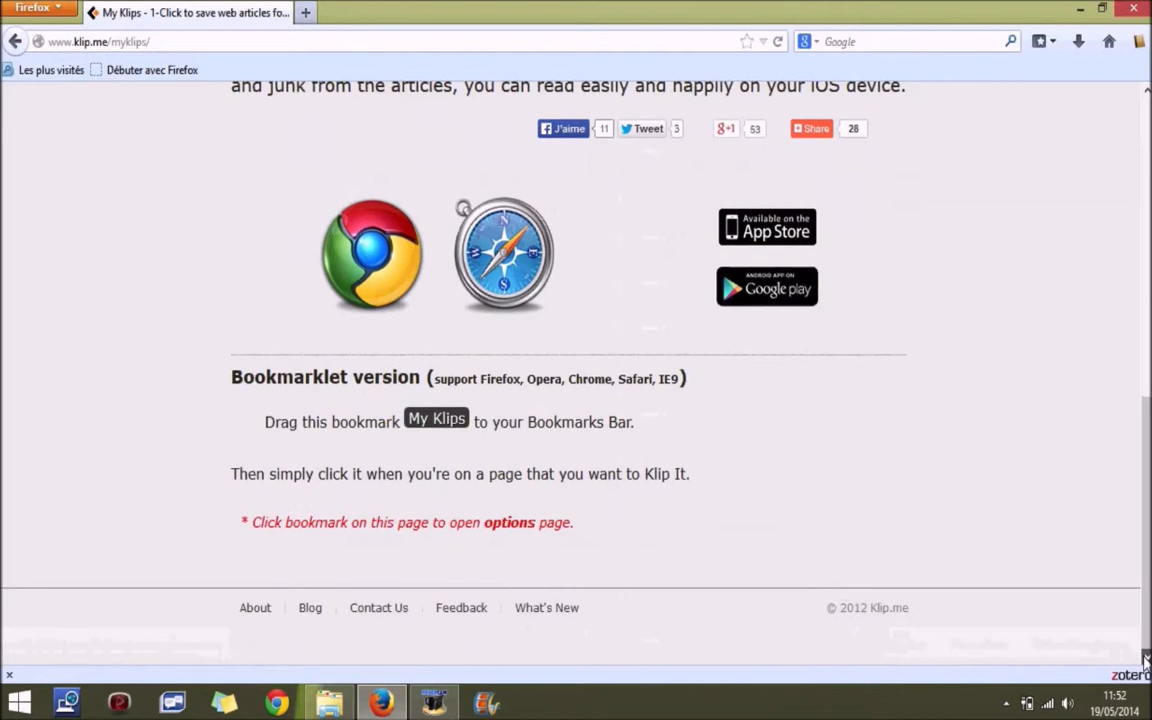 Firefox
My Klips - 1-Click to save web articles fo...
www.klip.me/myklips/
Google
Les plus visités
Débuter avec Firefox
and junk from the articles, you can read easily and happily on your iOS device.
J'aime 11 Tweet 3 g+1 53 Share 28
Available on the
App Store
ANDROID APP ON
Google play
Bookmarklet version (support Firefox, Opera, Chrome, Safari, IE9)
Drag this bookmark My Klips to your Bookmarks Bar.
Then simply click it when you're on a page that you want to Klip It.
* Click bookmark on this page to open options page.
About Blog Contact Us Feedback What's New © 2012 Klip.me
zotero
11:52
19/05/2014